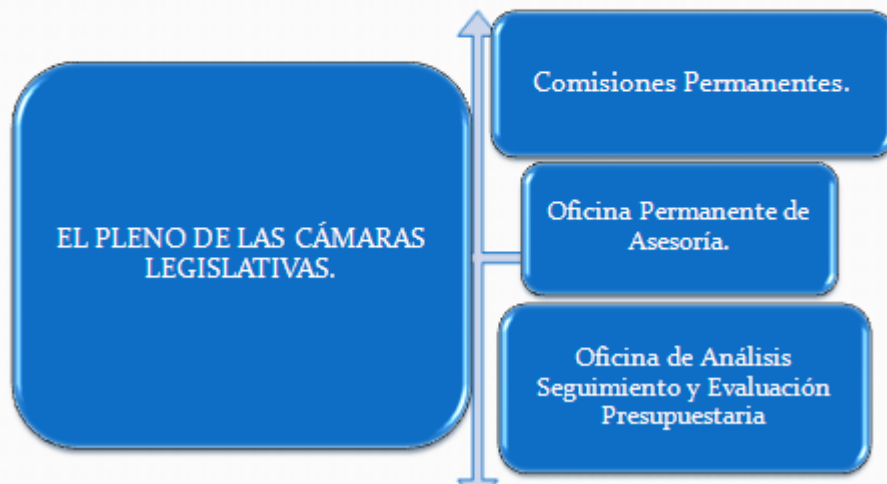 EL PLENO DE LAS CÁMARAS
LEGISLATIVAS.
Comisiones Permanentes.
Oficina Permanente de
Asesoría.
Oficina de Análisis
Seguimiento y Evaluación
Presupuestaria